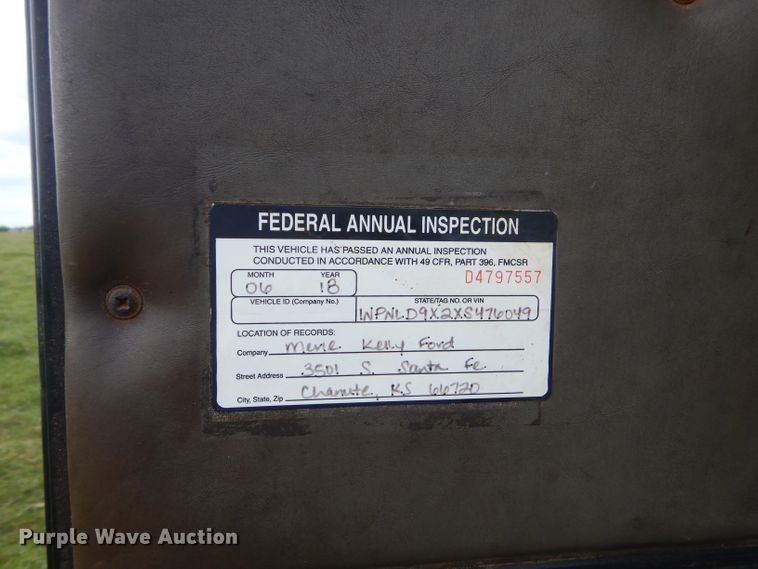 FEDERAL ANNUAL INSPECTION
THIS VEHICLE HAS PASSED AN ANNUAL INSPECTION
CONDUCTED IN ACCORDANCE WITH 49 CFR, PART 396, FMCSR
MONTH YEAR D4797557
06 18
VEHICLE ID (Company No.) STATE/TAG NO. OR VIN
1NPNLD9X2XS476049
LOCATION OF RECORDS:
Company Merle Kelly Ford
Street Address 3501 S. Santa Fe
City, State, Zip Chanute, KS 66720
Purple Wave Auction